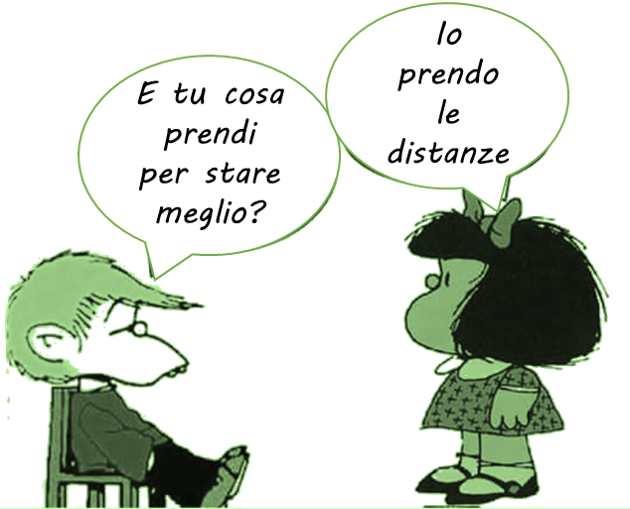 E tu cosa
prendi
per stare
meglio?
Io
prendo
le
distanze